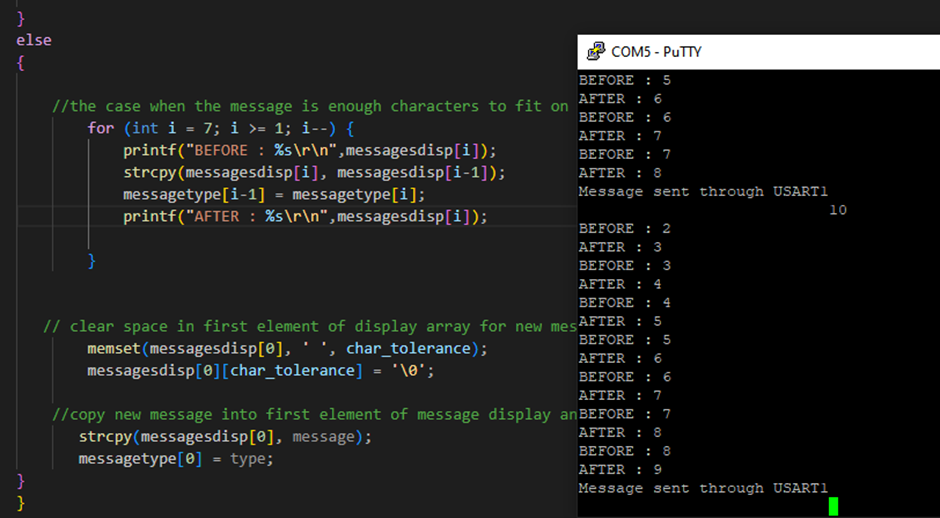 }
else
{
//the case when the message is enough characters to fit on
for (int i = 7; i >= 1; i--) {
printf("BEFORE : %s\r\n",messagesdisp[i]);
strcpy(messagesdisp[i], messagesdisp[i-1]);
messagetype[i-1] = messagetype[i];
printf("AFTER : %s\r\n",messagesdisp[i]);
}
// clear space in first element of display array for new mes
memset(messagesdisp[0], ' ', char_tolerance);
messagesdisp[0][char_tolerance] = '\0';
//copy new message into first element of message display an
strcpy(messagesdisp[0], message);
messagetype[0] = type;
}
}
COM5 - PuTTY
BEFORE : 5
AFTER : 6
BEFORE : 6
AFTER : 7
BEFORE : 7
AFTER : 8
Message sent through USART1
10
BEFORE : 2
AFTER : 3
BEFORE : 3
AFTER : 4
BEFORE : 4
AFTER : 5
BEFORE : 5
AFTER : 6
BEFORE : 6
AFTER : 7
BEFORE : 7
AFTER : 8
BEFORE : 8
AFTER : 9
Message sent through USART1